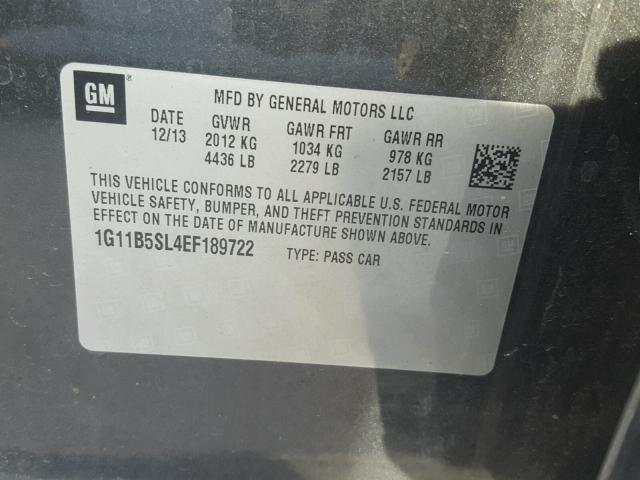 GM ®
MFD BY GENERAL MOTORS LLC
DATE GVWR GAWR FRT GAWR RR
12/13 2012 KG 1034 KG 978 KG
4436 LB 2279 LB 2157 LB
THIS VEHICLE CONFORMS TO ALL APPLICABLE U.S. FEDERAL MOTOR
VEHICLE SAFETY, BUMPER, AND THEFT PREVENTION STANDARDS IN
EFFECT ON THE DATE OF MANUFACTURE SHOWN ABOVE.
1G11B5SL4EF189722 TYPE: PASS CAR